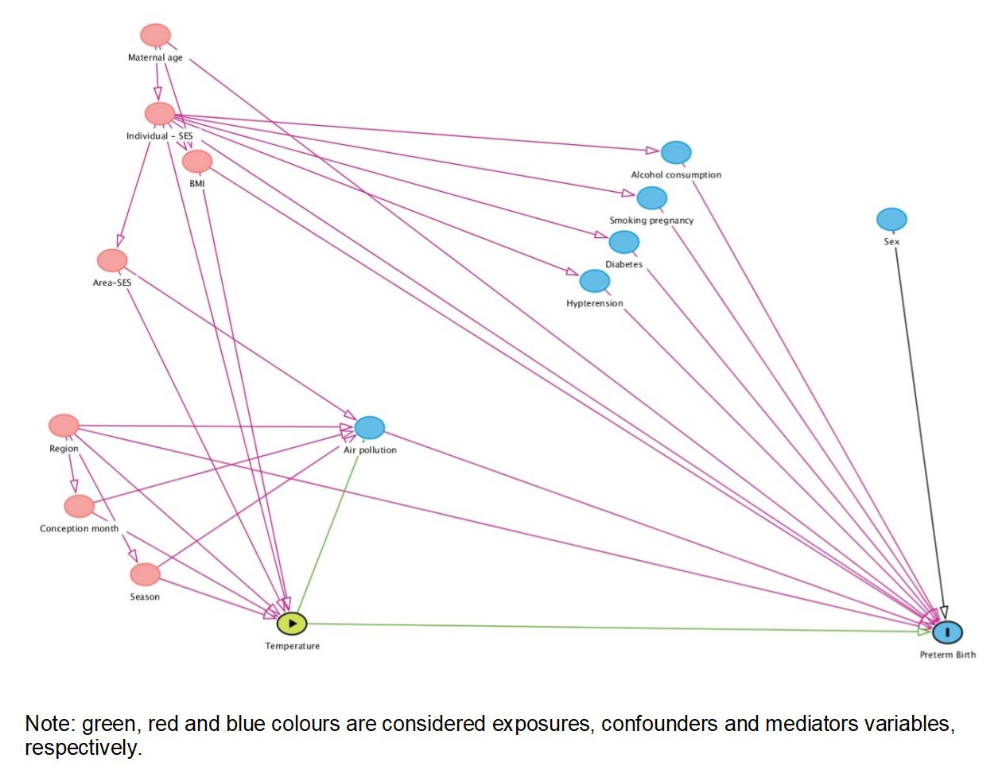 Maternal age
Individual - SES
BMI
Alcohol consumption
Smoking pregnancy
Sex
Diabetes
Area-SES
Hypterension
Region
Air pollution
Conception month
Season
Temperature
Preterm Birth
Note: green, red and blue colours are considered exposures, confounders and mediators variables,
respectively.